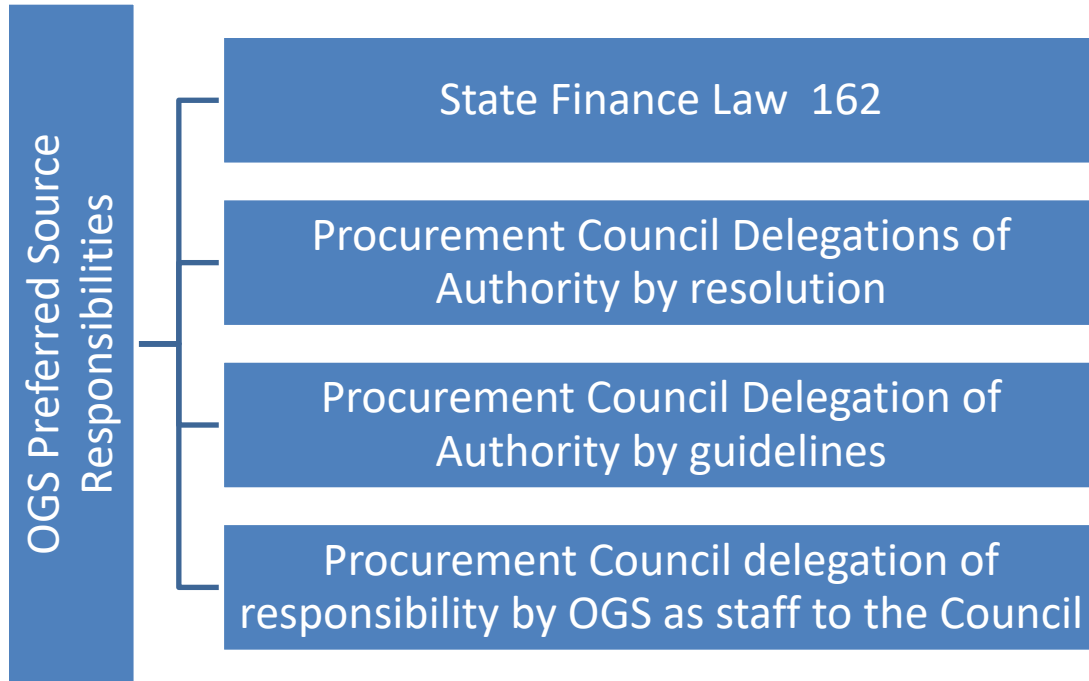 OGS Preferred Source
Responsibilities
State Finance Law  162
Procurement Council Delegations of
Authority by resolution
Procurement Council Delegation of
Authority by guidelines
Procurement Council delegation of
responsibility by OGS as staff to the Council